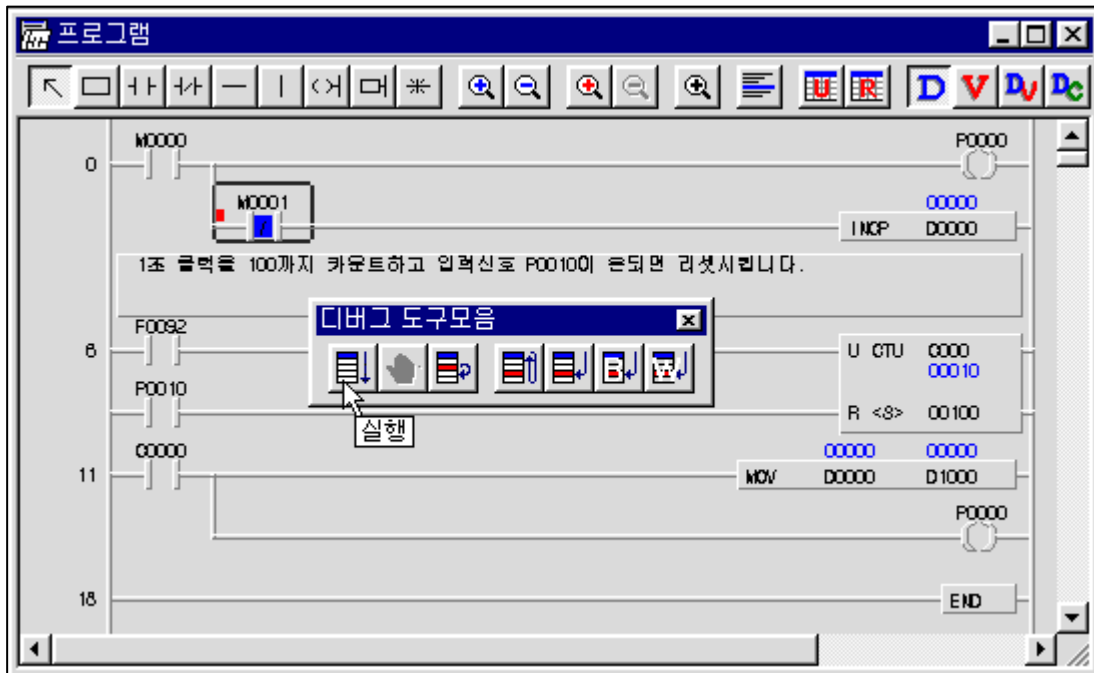 프로그램
U R D V DU DC
M0000 P0000
0
M0001 00000
INCP D0000
1초 클럭을 100까지 카운트하고 입력신호 P0010이 온되면 리셋시킵니다.
디버그 도구모음
F0092
6 U CTU C000
00010
P0010
R <S> 00100
실행
C0000 00000 00000
11 MOV D0000 D1000
P0000
18 END